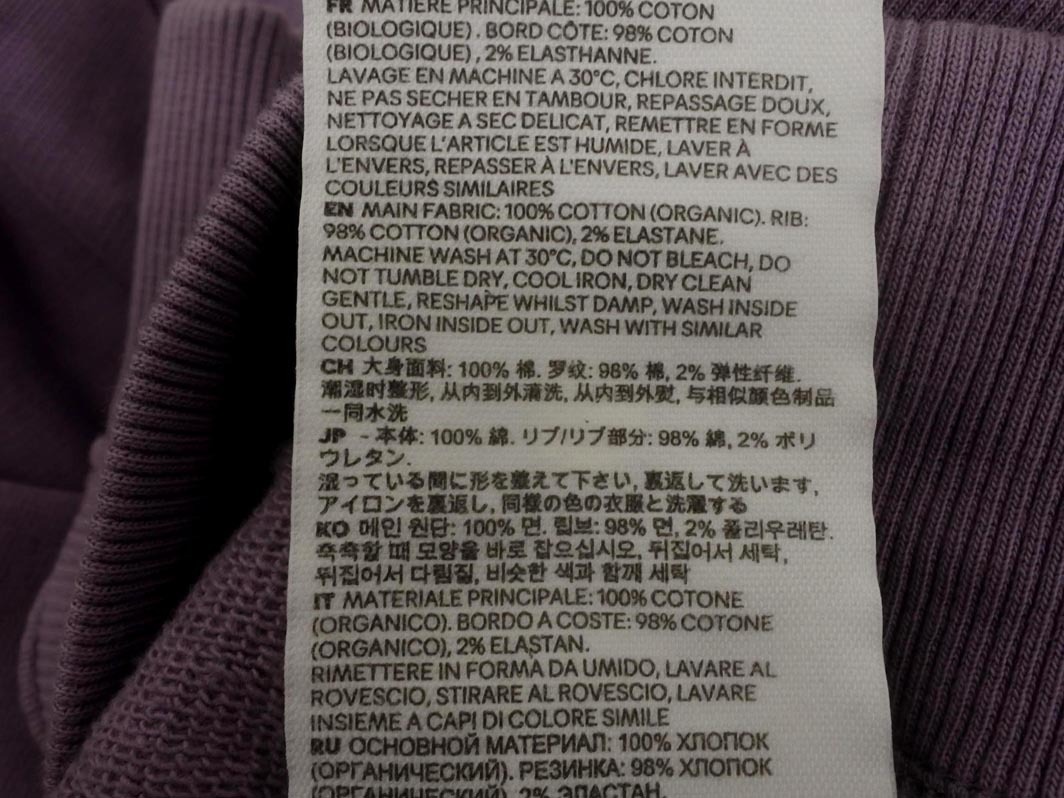 FR MATIERE PRINCIPALE: 100% COTON
(BIOLOGIQUE). BORD CÔTE: 98% COTON
(BIOLOGIQUE), 2% ELASTHANNE.
LAVAGE EN MACHINE A 30°C, CHLORE INTERDIT,
NE PAS SECHER EN TAMBOUR, REPASSAGE DOUX,
NETTOYAGE A SEC DELICAT, REMETTRE EN FORME
LORSQUE L'ARTICLE EST HUMIDE, LAVER À
L'ENVERS, REPASSER À L'ENVERS, LAVER AVEC DES
COULEURS SIMILAIRES
EN MAIN FABRIC: 100% COTTON (ORGANIC). RIB:
98% COTTON (ORGANIC), 2% ELASTANE.
MACHINE WASH AT 30°C, DO NOT BLEACH, DO
NOT TUMBLE DRY, COOL IRON, DRY CLEAN
GENTLE, RESHAPE WHILST DAMP, WASH INSIDE
OUT, IRON INSIDE OUT, WASH WITH SIMILAR
COLOURS
CH 大身面料: 100% 棉. 罗纹: 98% 棉, 2% 弹性纤维.
潮湿时整形, 从内到外清洗, 从内到外熨, 与相似颜色制品
一同水洗
JP - 本体: 100% 綿. リブ/リブ部分: 98% 綿, 2% ポリ
ウレタン.
湿っている間に形を整えて下さい, 裏返して洗います,
アイロンを裏返し, 同様の色の衣服と洗濯する
KO 메인 원단: 100% 면. 립브: 98% 면, 2% 폴리우레탄.
축축할 때 모양을 바로 잡으십시오, 뒤집어서 세탁,
뒤집어서 다림질, 비슷한 색과 함께 세탁
IT MATERIALE PRINCIPALE: 100% COTONE
(ORGANICO). BORDO A COSTE: 98% COTONE
(ORGANICO), 2% ELASTAN.
RIMETTERE IN FORMA DA UMIDO, LAVARE AL
ROVESCIO, STIRARE AL ROVESCIO, LAVARE
INSIEME A CAPI DI COLORE SIMILE
RU ОСНОВНОЙ МАТЕРИАЛ: 100% ХЛОПОК
(ОРГАНИЧЕСКИЙ). РЕЗИНКА: 98% ХЛОПОК
(ОРГАНИЧЕСКИЙ), 2% ЭЛАСТАН.